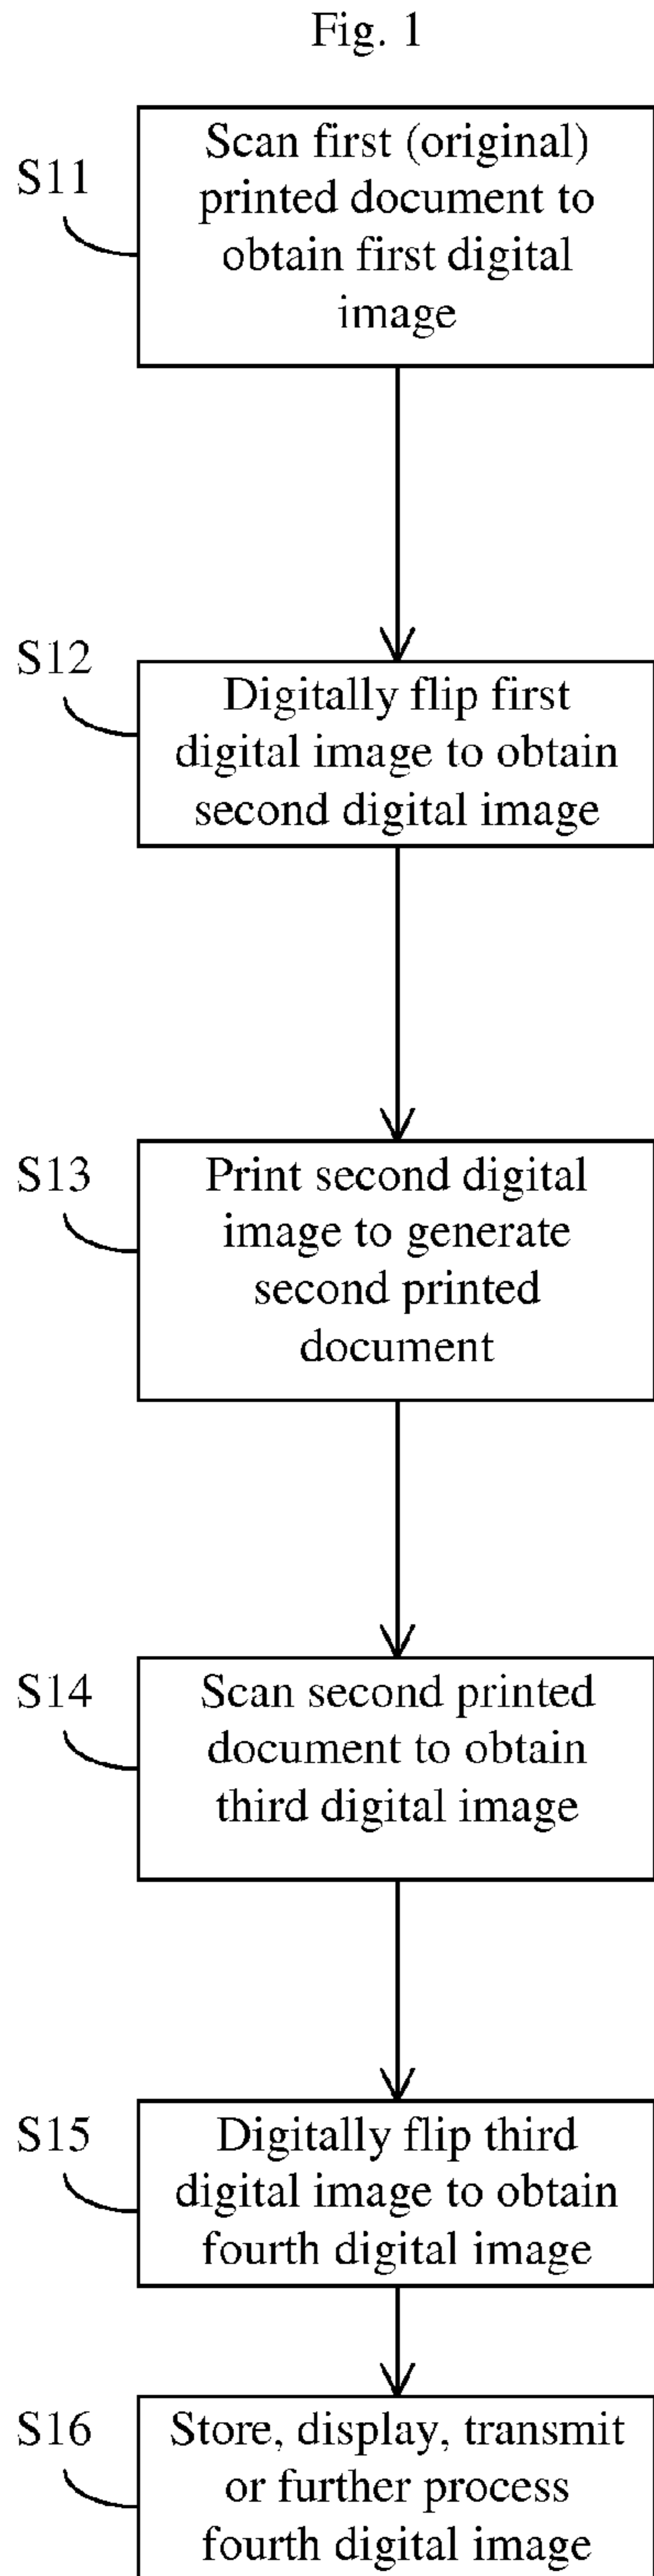 Fig. 1
S11
Scan first (original)
printed document to
obtain first digital
image
S12
Digitally flip first
digital image to obtain
second digital image
S13
Print second digital
image to generate
second printed
document
S14
Scan second printed
document to obtain
third digital image
S15
Digitally flip third
digital image to obtain
fourth digital image
S16
Store, display, transmit
or further process
fourth digital image